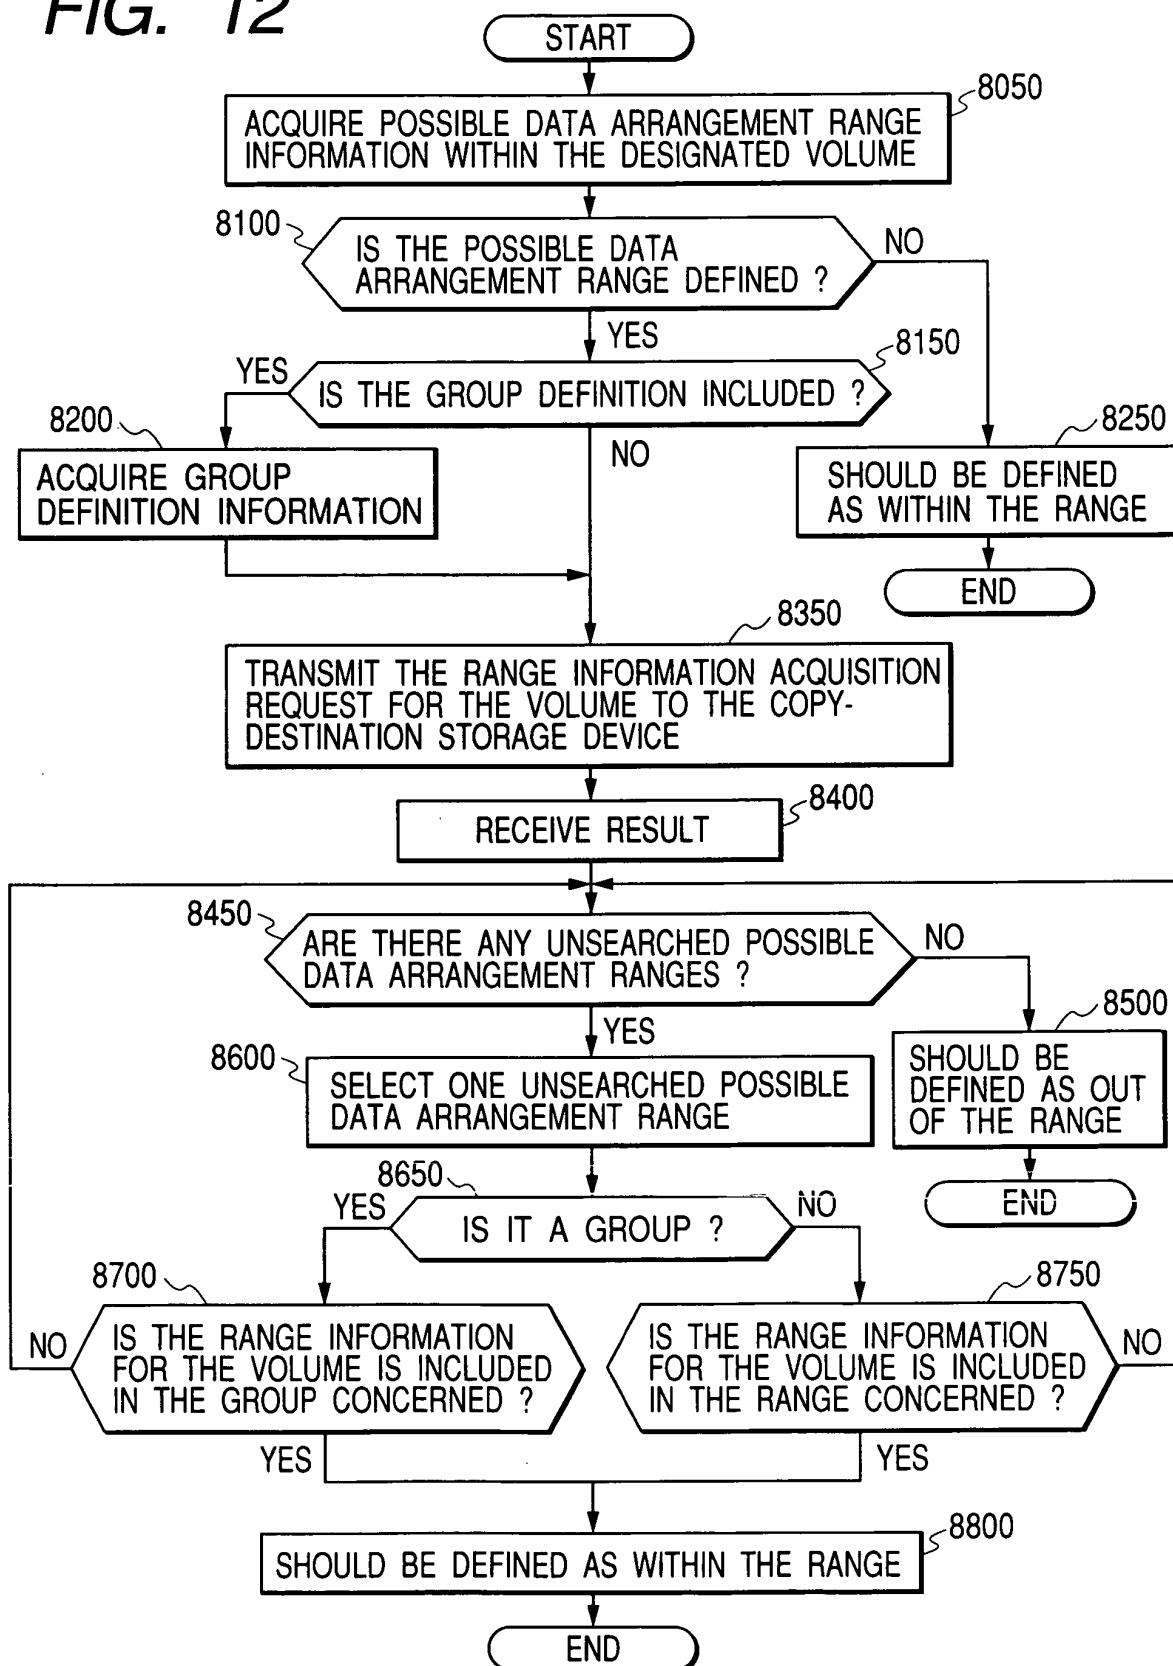 FIG. 12
START
8050
ACQUIRE POSSIBLE DATA ARRANGEMENT RANGE
INFORMATION WITHIN THE DESIGNATED VOLUME
8100
IS THE POSSIBLE DATA
ARRANGEMENT RANGE DEFINED ?
NO
YES
8150
YES
IS THE GROUP DEFINITION INCLUDED ?
NO
8200
ACQUIRE GROUP
DEFINITION INFORMATION
8250
SHOULD BE DEFINED
AS WITHIN THE RANGE
END
8350
TRANSMIT THE RANGE INFORMATION ACQUISITION
REQUEST FOR THE VOLUME TO THE COPY-
DESTINATION STORAGE DEVICE
8400
RECEIVE RESULT
8450
ARE THERE ANY UNSEARCHED POSSIBLE
DATA ARRANGEMENT RANGES ?
NO
YES
8500
SHOULD BE
DEFINED AS OUT
OF THE RANGE
END
8600
SELECT ONE UNSEARCHED POSSIBLE
DATA ARRANGEMENT RANGE
8650
YES
IS IT A GROUP ?
NO
8700
IS THE RANGE INFORMATION
FOR THE VOLUME IS INCLUDED
IN THE GROUP CONCERNED ?
NO
YES
8750
IS THE RANGE INFORMATION
FOR THE VOLUME IS INCLUDED
IN THE RANGE CONCERNED ?
NO
YES
8800
SHOULD BE DEFINED AS WITHIN THE RANGE
END